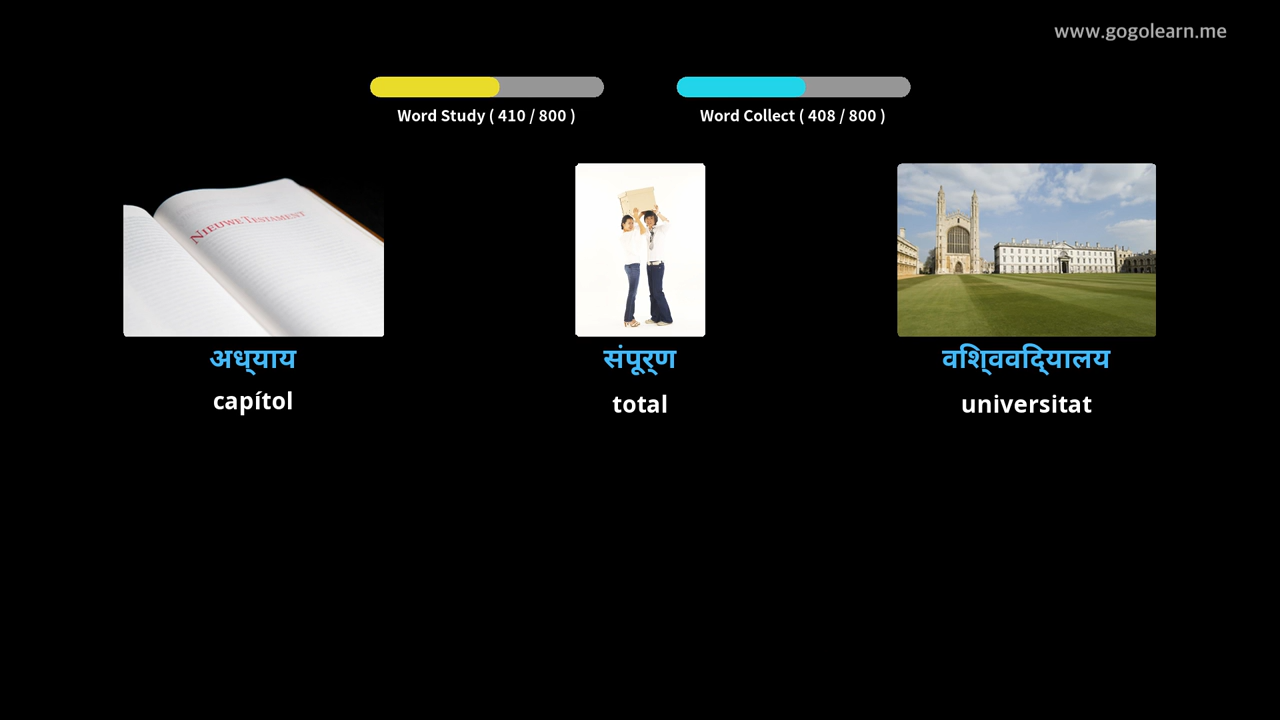 www.gogolearn.me
Word Study ( 410 / 800 )
Word Collect ( 408 / 800 )
NIEUWE TESTAMENT
अध्याय
संपूर्ण
विश्वविद्यालय
capítol
total
universitat